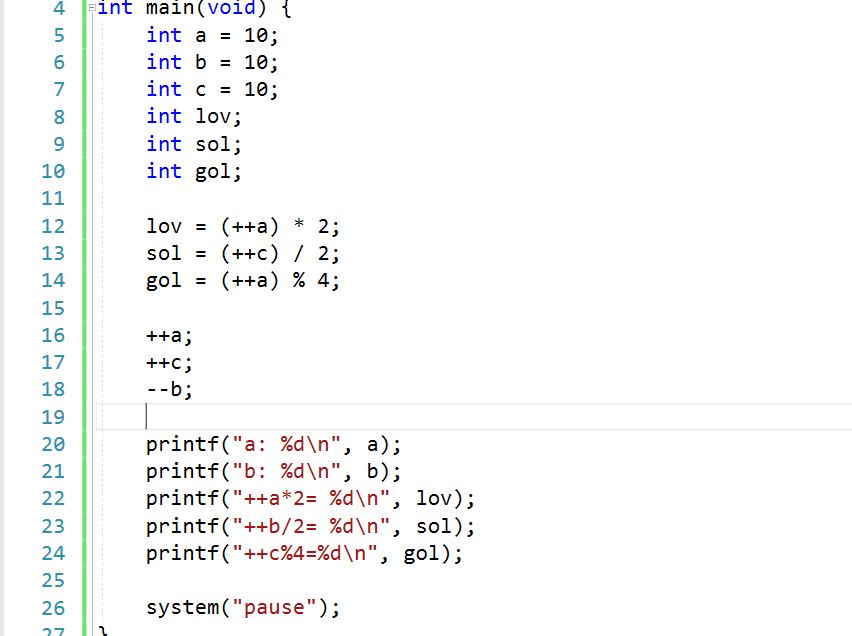 4 int main(void) {
5 int a = 10;
6 int b = 10;
7 int c = 10;
8 int lov;
9 int sol;
10 int gol;
11
12 lov = (++a) * 2;
13 sol = (++c) / 2;
14 gol = (++a) % 4;
15
16 ++a;
17 ++c;
18 --b;
19
20 printf("a: %d\n", a);
21 printf("b: %d\n", b);
22 printf("++a*2= %d\n", lov);
23 printf("++b/2= %d\n", sol);
24 printf("++c%4=%d\n", gol);
25
26 system("pause");
27 }